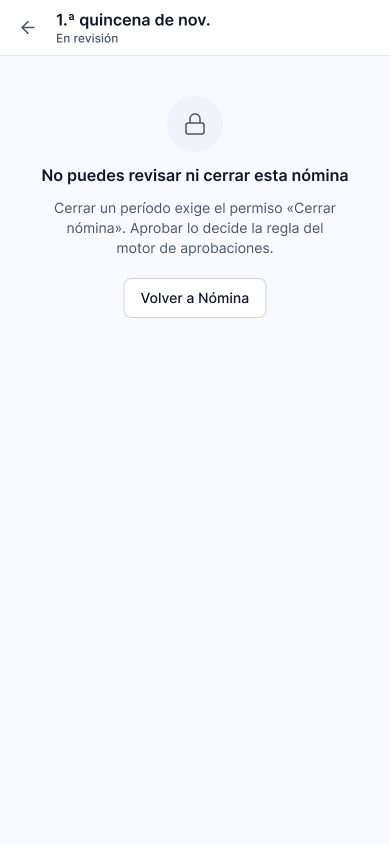 1.ª quincena de nov.
En revisión
No puedes revisar ni cerrar esta nómina
Cerrar un período exige el permiso «Cerrar
nómina». Aprobar lo decide la regla del
motor de aprobaciones.
Volver a Nómina